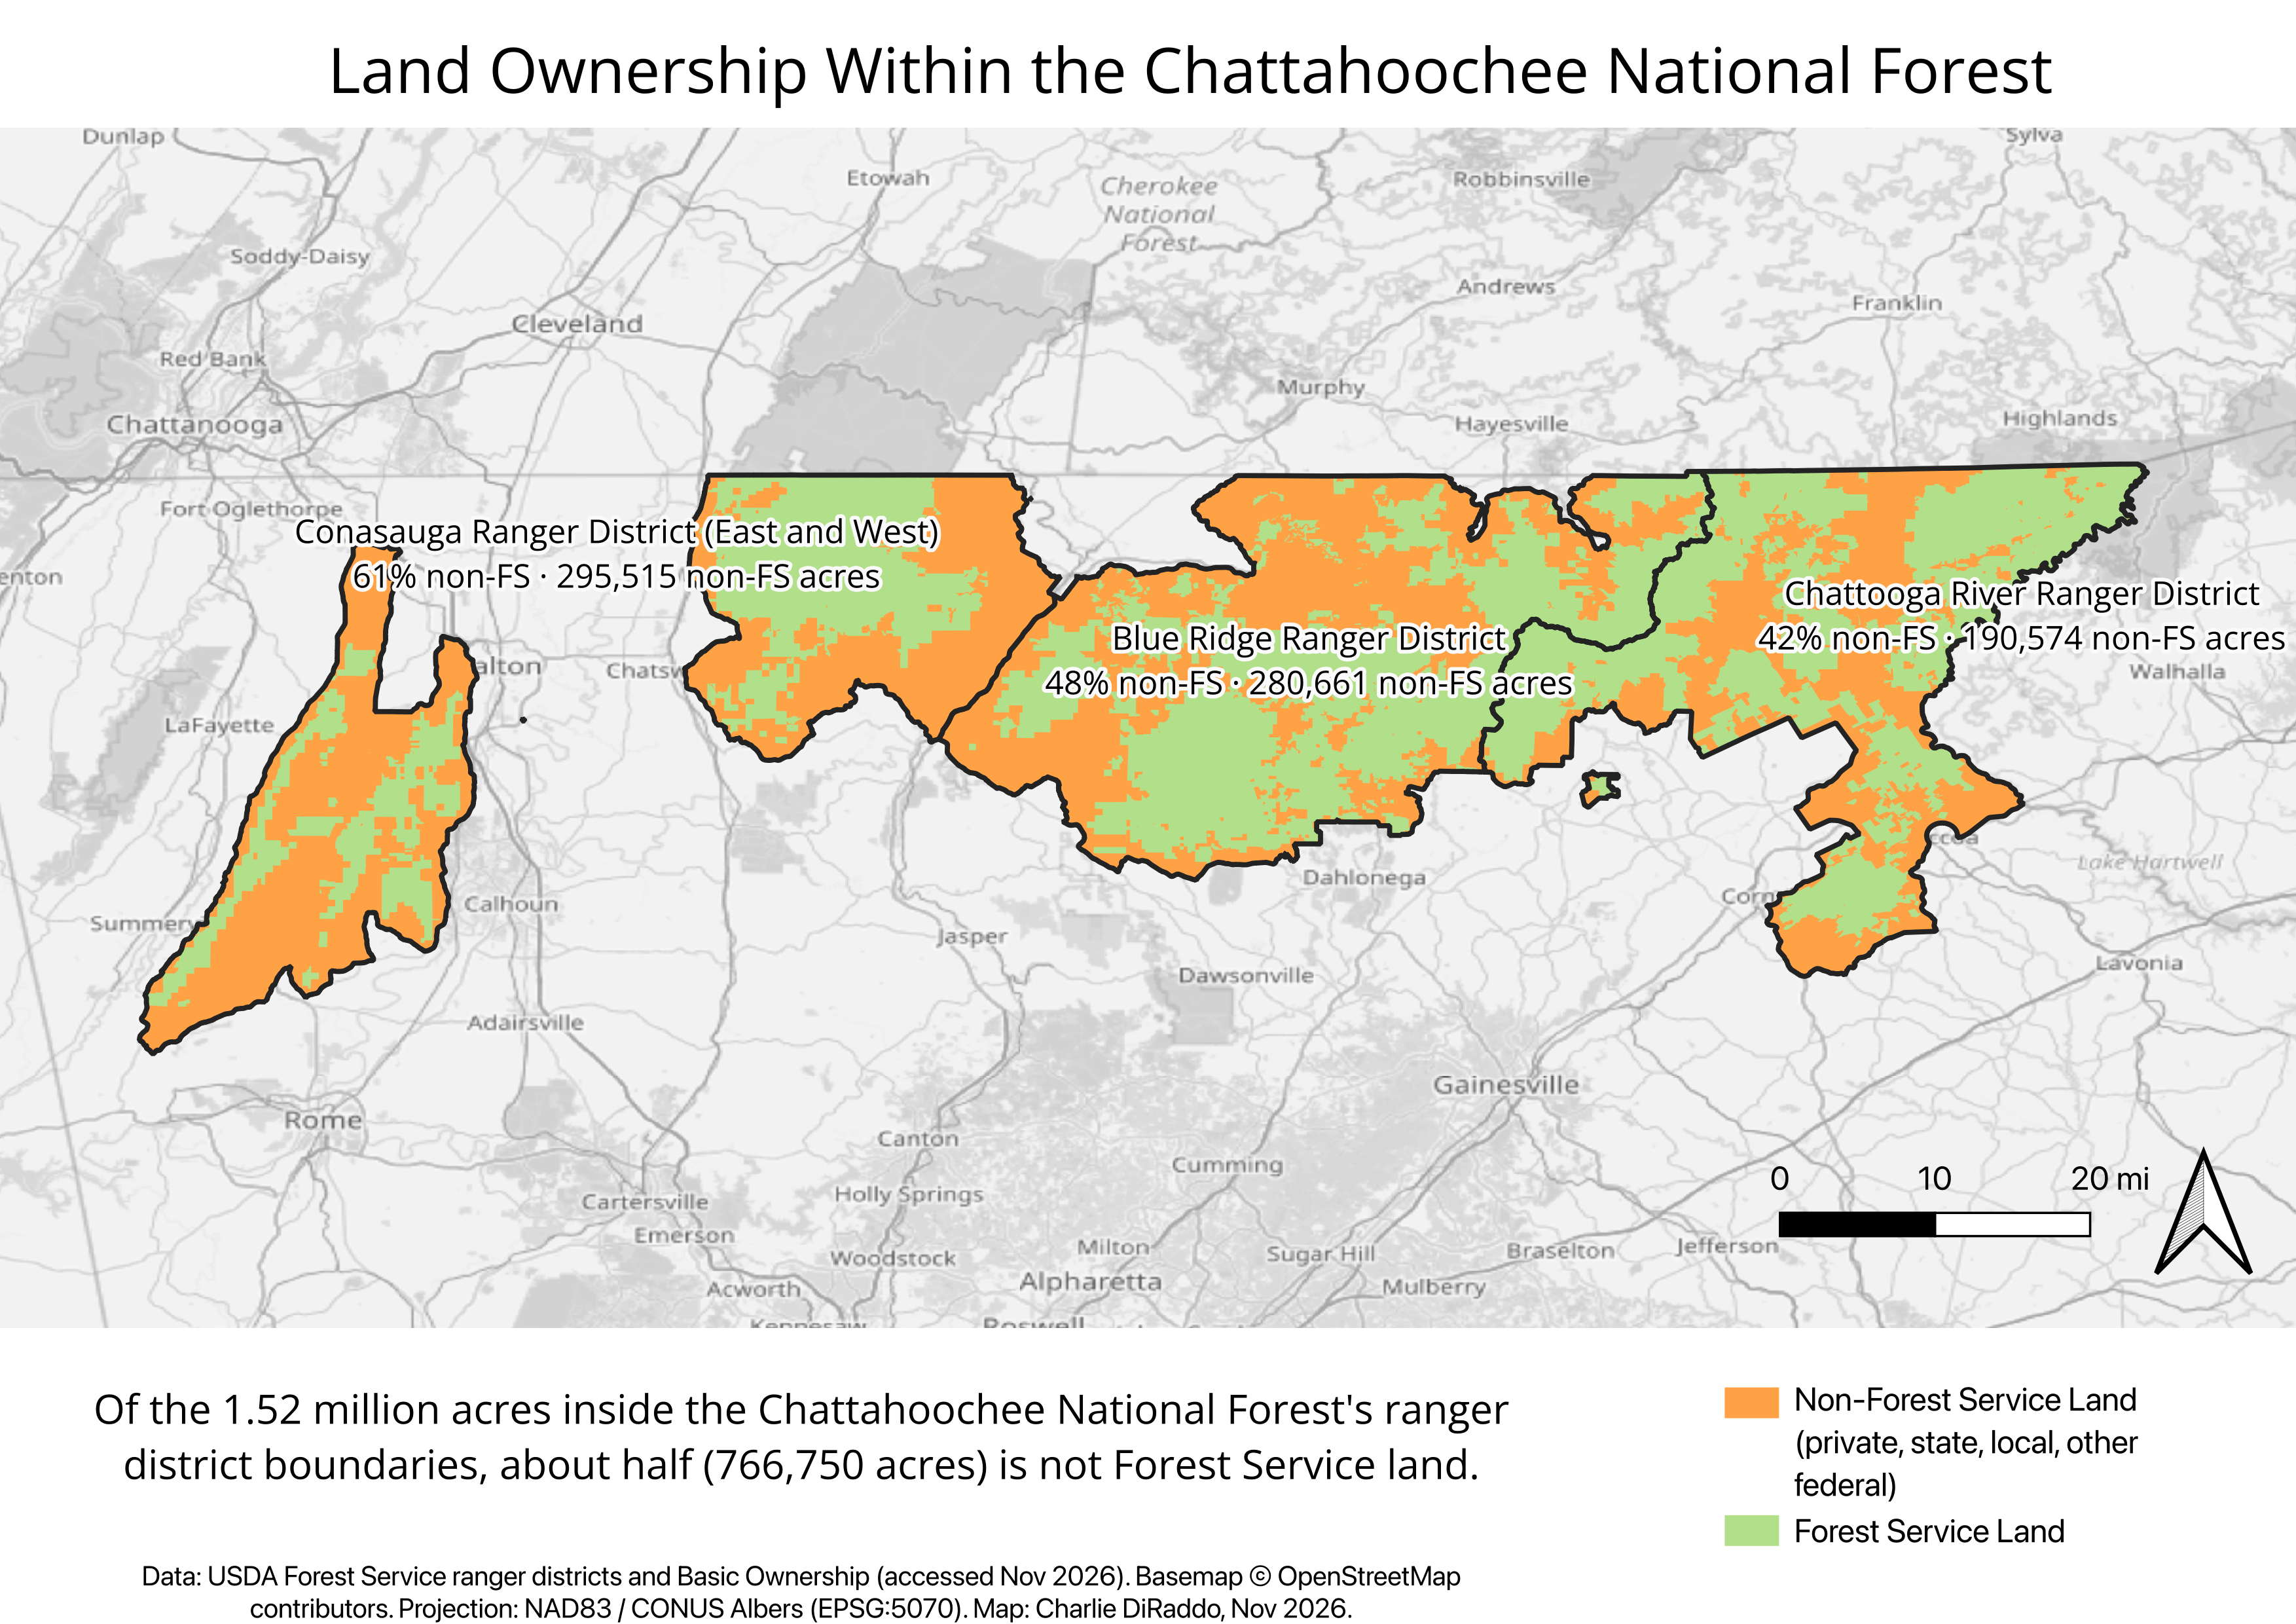 Land Ownership Within the Chattahoochee National Forest
Dunlap
Sylva
Etowah
Robbinsville
Cherokee
National
Forest
Soddy-Daisy
Andrews
Franklin
Cleveland
Red Bank
Murphy
Chattanooga
Hayesville
Highlands
Fort Oglethorpe
Conasauga Ranger District (East and West)
61% non-FS · 295,515 non-FS acres
enton
Chattooga River Ranger District
42% non-FS · 190,574 non-FS acres
Blue Ridge Ranger District
48% non-FS · 280,661 non-FS acres
alton
Chatsw
Walhalla
LaFayette
ccoa
Lake Hartwell
Dahlonega
Corn
Calhoun
Summery
Jasper
Lavonia
Dawsonville
Adairsville
Gainesville
Rome
Canton
Cumming
0 10 20 mi
Cartersville
Holly Springs
Emerson
Woodstock
Milton
Sugar Hill
Braselton
Jefferson
Acworth
Alpharetta
Mulberry
Kennesaw
Roswell
Of the 1.52 million acres inside the Chattahoochee National Forest's ranger
district boundaries, about half (766,750 acres) is not Forest Service land.
Non-Forest Service Land
(private, state, local, other
federal)
Forest Service Land
Data: USDA Forest Service ranger districts and Basic Ownership (accessed Nov 2026). Basemap © OpenStreetMap
contributors. Projection: NAD83 / CONUS Albers (EPSG:5070). Map: Charlie DiRaddo, Nov 2026.